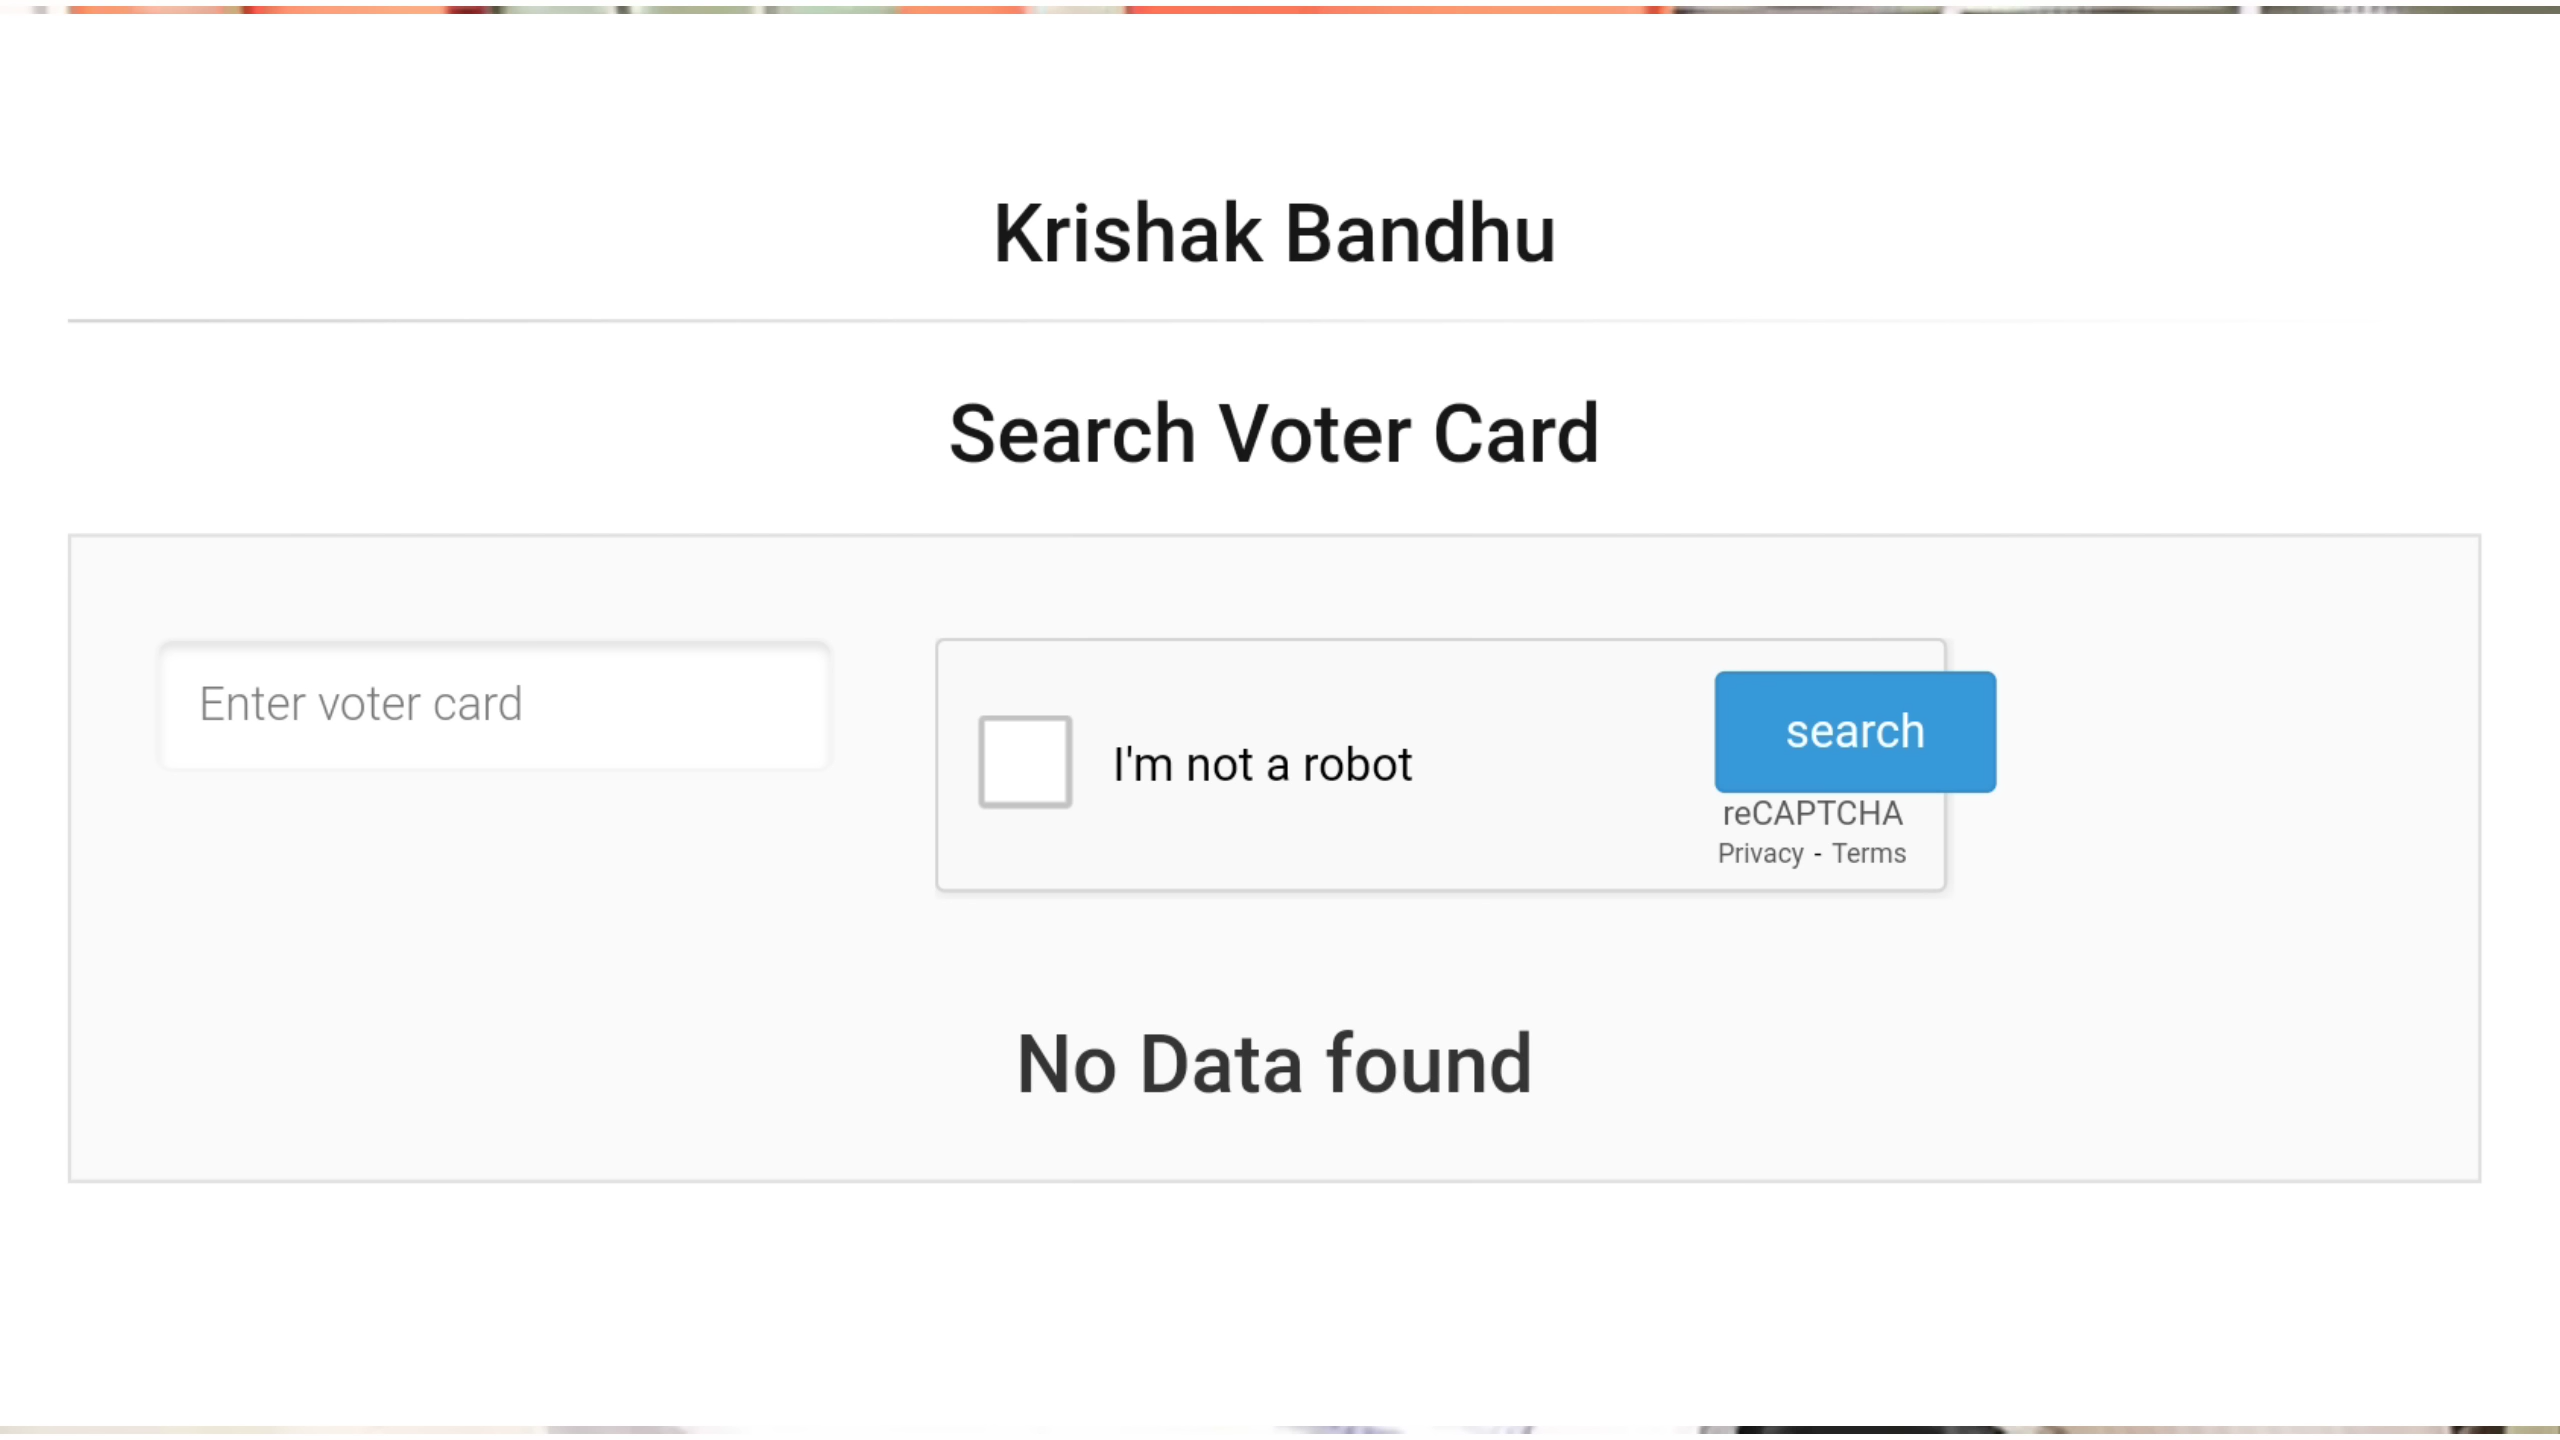 Krishak Bandhu
Search Voter Card
Enter voter card
I'm not a robot
search
reCAPTCHA
Privacy - Terms
No Data found